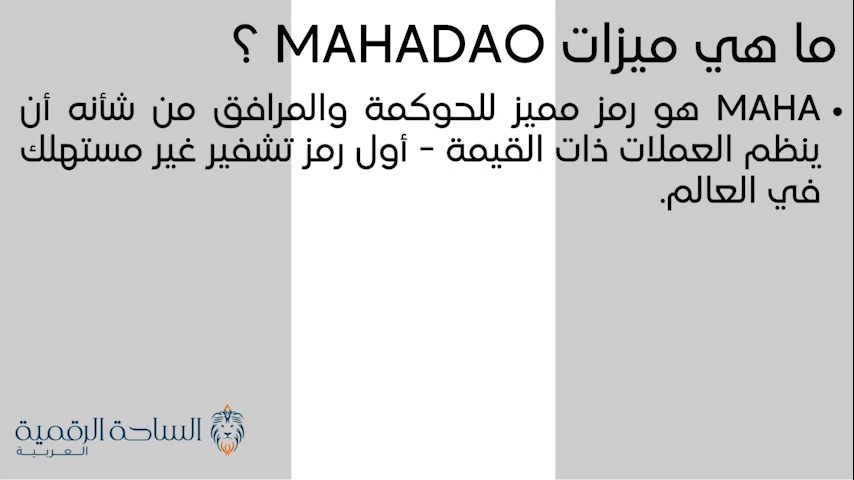 ما هي ميزات MAHADAO ؟
• MAHA هو رمز مميز للحوكمة والمرافق من شأنه أن
ينظم العملات ذات القيمة - أول رمز تشفير غير مستهلك
في العالم.
الساحة الرقمية
العـربـيـة